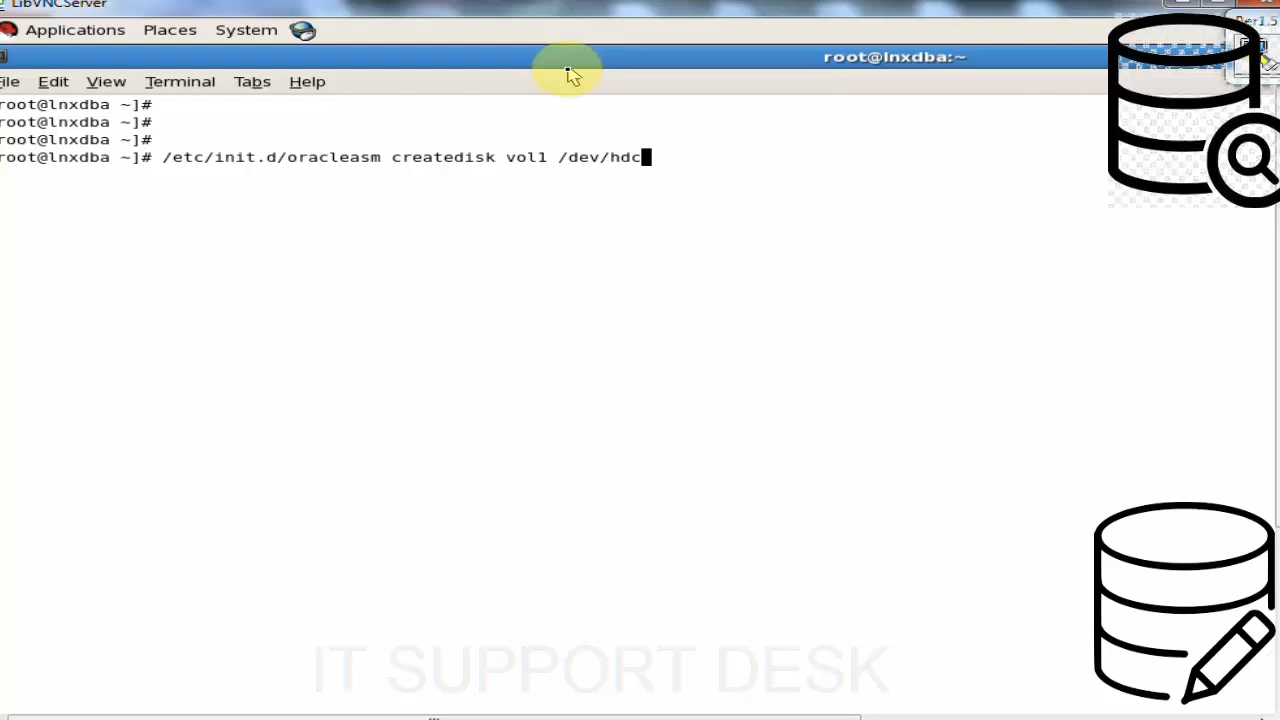 LibVNCServer
Applications Places System
root@lnxdba:~
File Edit View Terminal Tabs Help
root@lnxdba ~]#
root@lnxdba ~]#
root@lnxdba ~]#
root@lnxdba ~]# /etc/init.d/oracleasm createdisk vol1 /dev/hdc
IT SUPPORT DESK